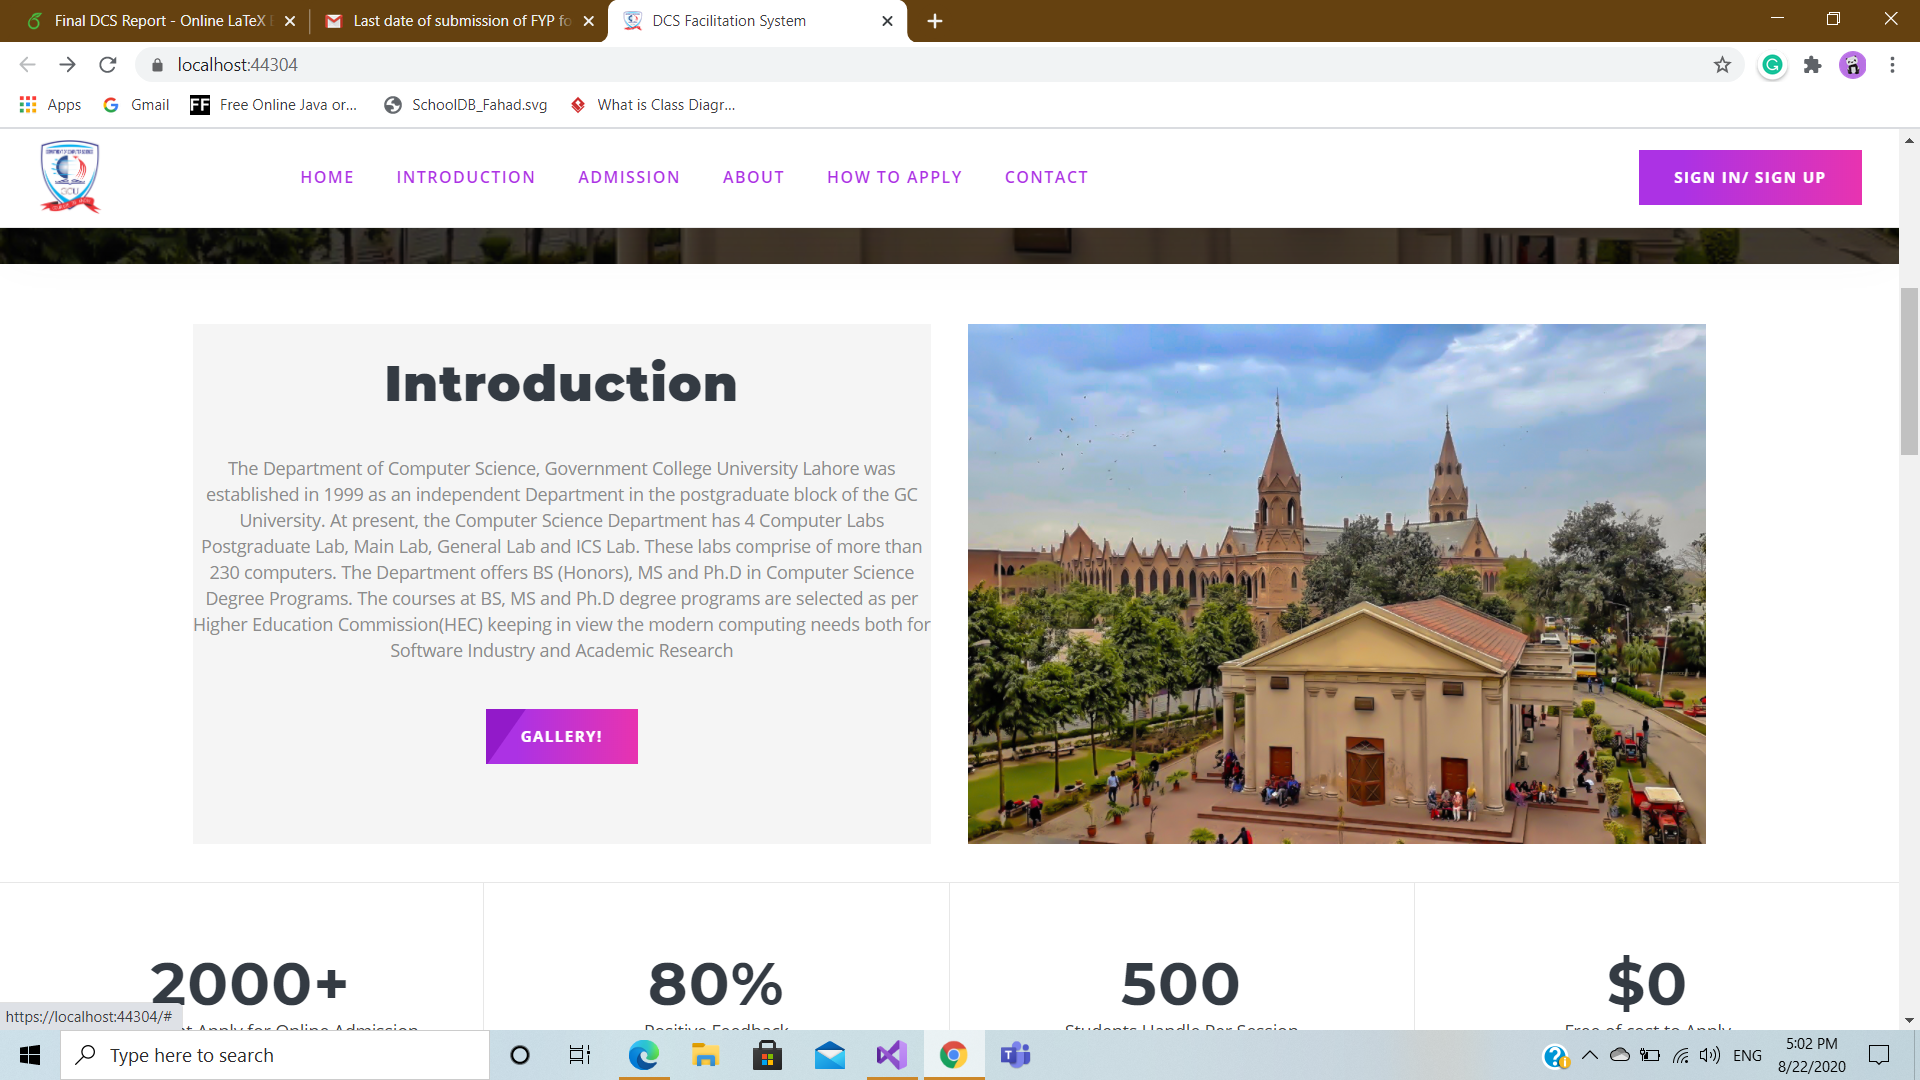 Final DCS Report - Online LaTeX E
Last date of submission of FYP fo
DCS Facilitation System
localhost:44304
Apps
Gmail
FF
Free Online Java or...
SchoolDB_Fahad.svg
What is Class Diagr...
GCU
HOME
INTRODUCTION
ADMISSION
ABOUT
HOW TO APPLY
CONTACT
SIGN IN/ SIGN UP
Introduction
The Department of Computer Science, Government College University Lahore was
established in 1999 as an independent Department in the postgraduate block of the GC
University. At present, the Computer Science Department has 4 Computer Labs
Postgraduate Lab, Main Lab, General Lab and ICS Lab. These labs comprise of more than
230 computers. The Department offers BS (Honors), MS and Ph.D in Computer Science
Degree Programs. The courses at BS, MS and Ph.D degree programs are selected as per
Higher Education Commission(HEC) keeping in view the modern computing needs both for
Software Industry and Academic Research
GALLERY!
2000+
80%
500
$0
Apply for Online Admission
Positive Feedback
Students Handle Per Session
Free of cost to Apply
https://localhost:44304/#
Type here to search
ENG
5:02 PM
8/22/2020